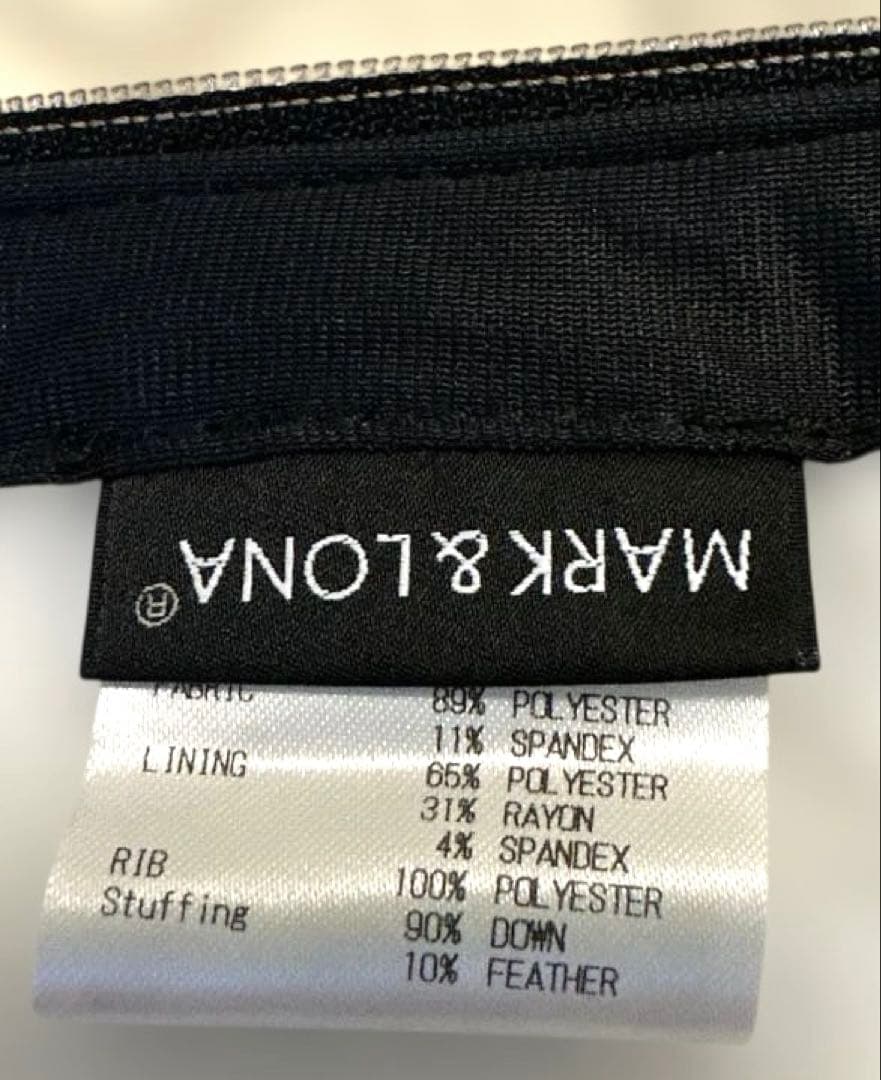 MARK & LONA®
FABRIC 89% POLYESTER
11% SPANDEX
LINING 65% POLYESTER
31% RAYON
4% SPANDEX
RIB 100% POLYESTER
Stuffing 90% DOWN
10% FEATHER